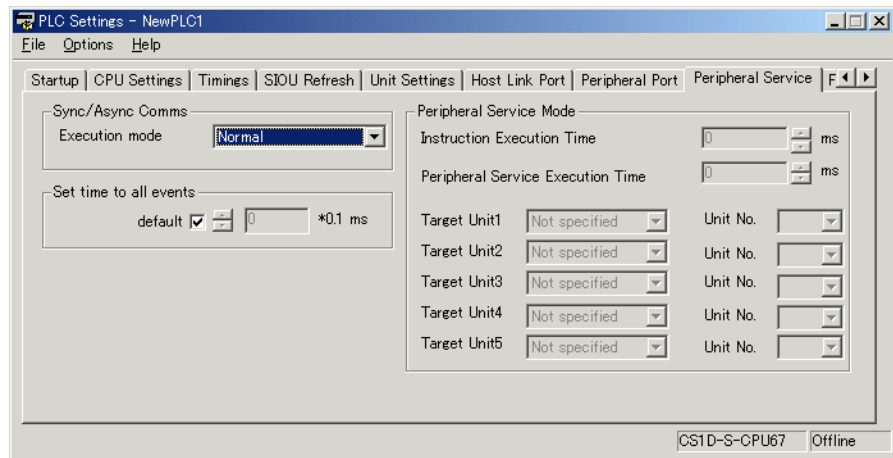 PLC Settings - NewPLC1
File Options Help
Startup CPU Settings Timings SIOU Refresh Unit Settings Host Link Port Peripheral Port Peripheral Service F
Sync/Async Comms
Execution mode Normal
Set time to all events
default 0 *0.1 ms
Peripheral Service Mode
Instruction Execution Time 0 ms
Peripheral Service Execution Time 0 ms
Target Unit1 Not specified Unit No.
Target Unit2 Not specified Unit No.
Target Unit3 Not specified Unit No.
Target Unit4 Not specified Unit No.
Target Unit5 Not specified Unit No.
CS1D-S-CPU67 Offline